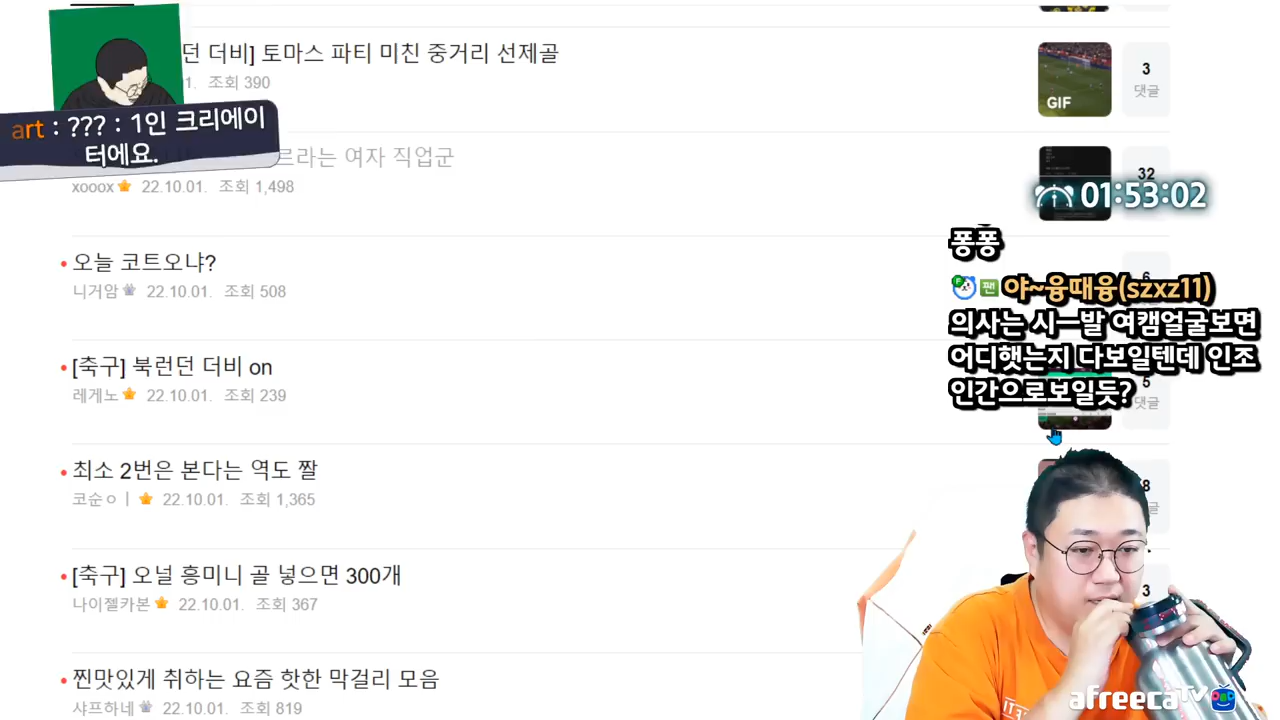 던 더비] 토마스 파티 미친 중거리 선제골
1. 조회 390
GIF
3
댓글
art : ??? : 1인 크리에이
터에요.
르라는 여자 직업군
xooox 22.10.01. 조회 1,498
32
01:53:02
오늘 코트오냐?
니거암 22.10.01. 조회 508
6
퐁퐁
팬 야~융때융(szxz11)
의사는 시ㅡ발 여캠얼굴보면
어디햇는지 다보일텐데 인조
인간으로보일듯?
[축구] 북런던 더비 on
레게노 22.10.01. 조회 239
5
댓글
최소 2번은 본다는 역도 짤
코순ㅇㅣ 22.10.01. 조회 1,365
8
[축구] 오널 흥미니 골 넣으면 300개
나이젤카본 22.10.01. 조회 367
3
찐맛있게 취하는 요즘 핫한 막걸리 모음
샤프하네 22.10.01. 조회 819
afreecaTV